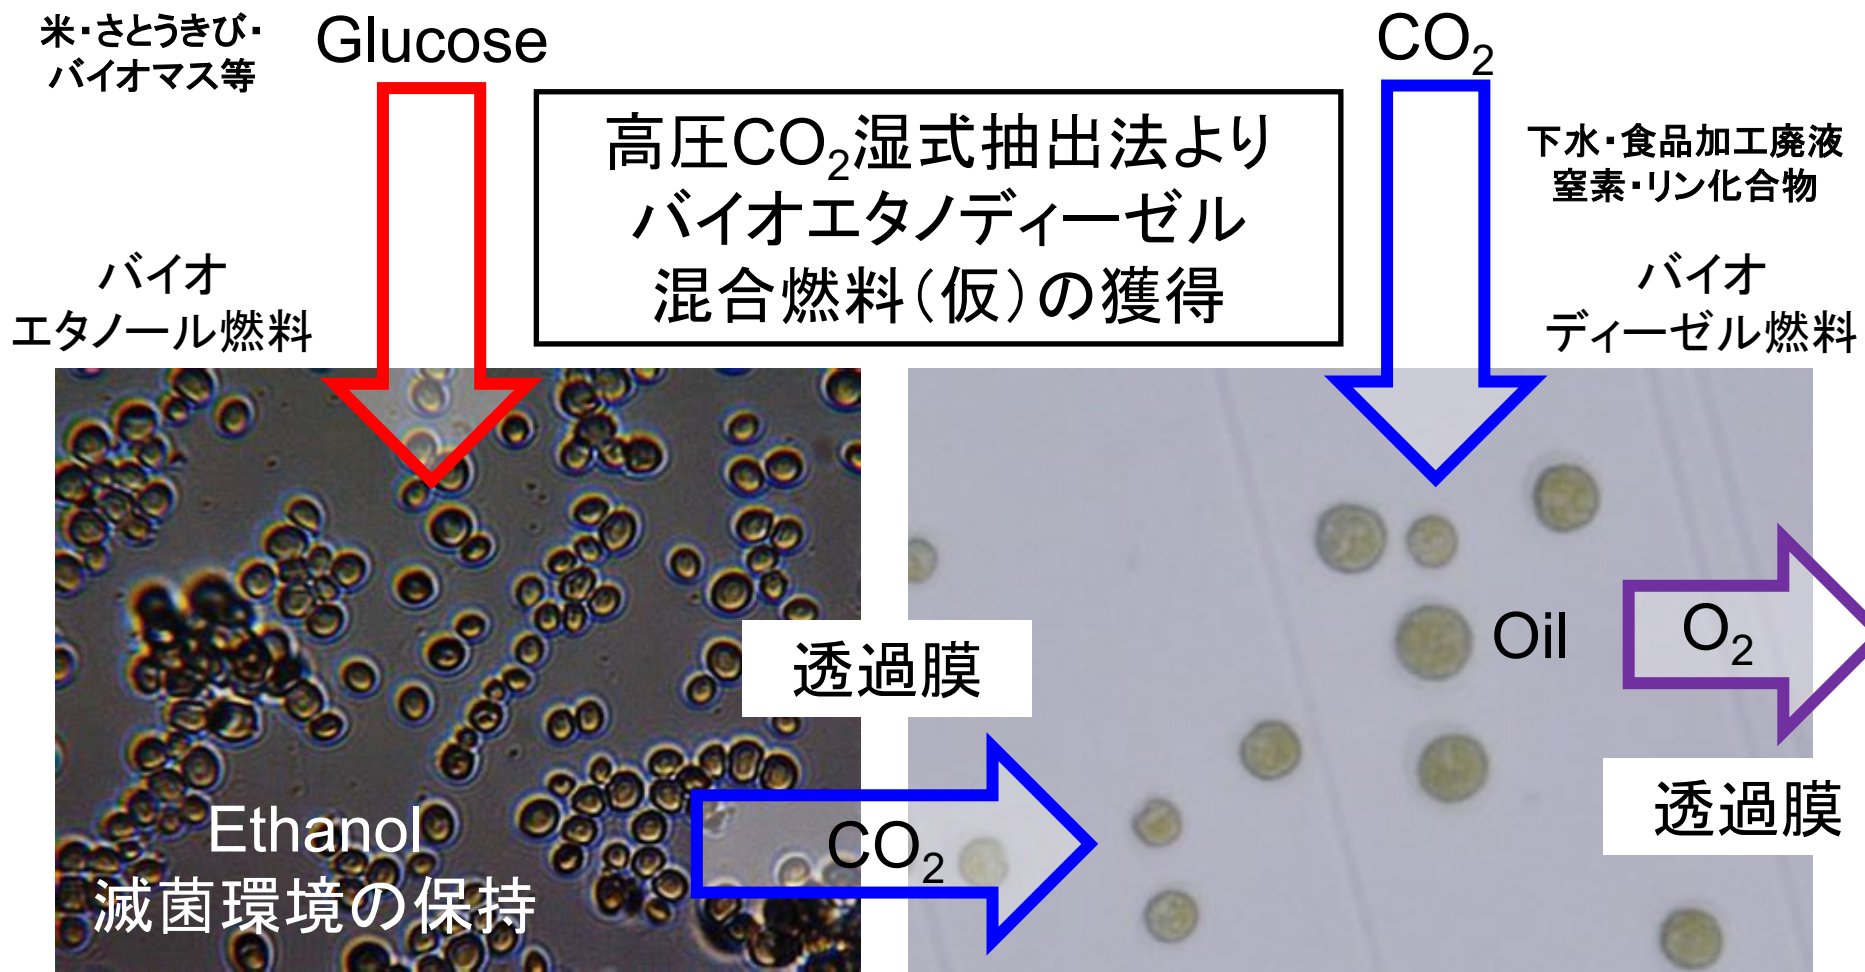 米・さとうきび・
バイオマス等
Glucose
CO₂
高圧CO₂湿式抽出法より
バイオエタノディーゼル
混合燃料（仮）の獲得
下水・食品加工廃液
窒素・リン化合物
バイオ
エタノール燃料
バイオ
ディーゼル燃料
透過膜
Oil
O₂
透過膜
Ethanol
滅菌環境の保持
CO₂